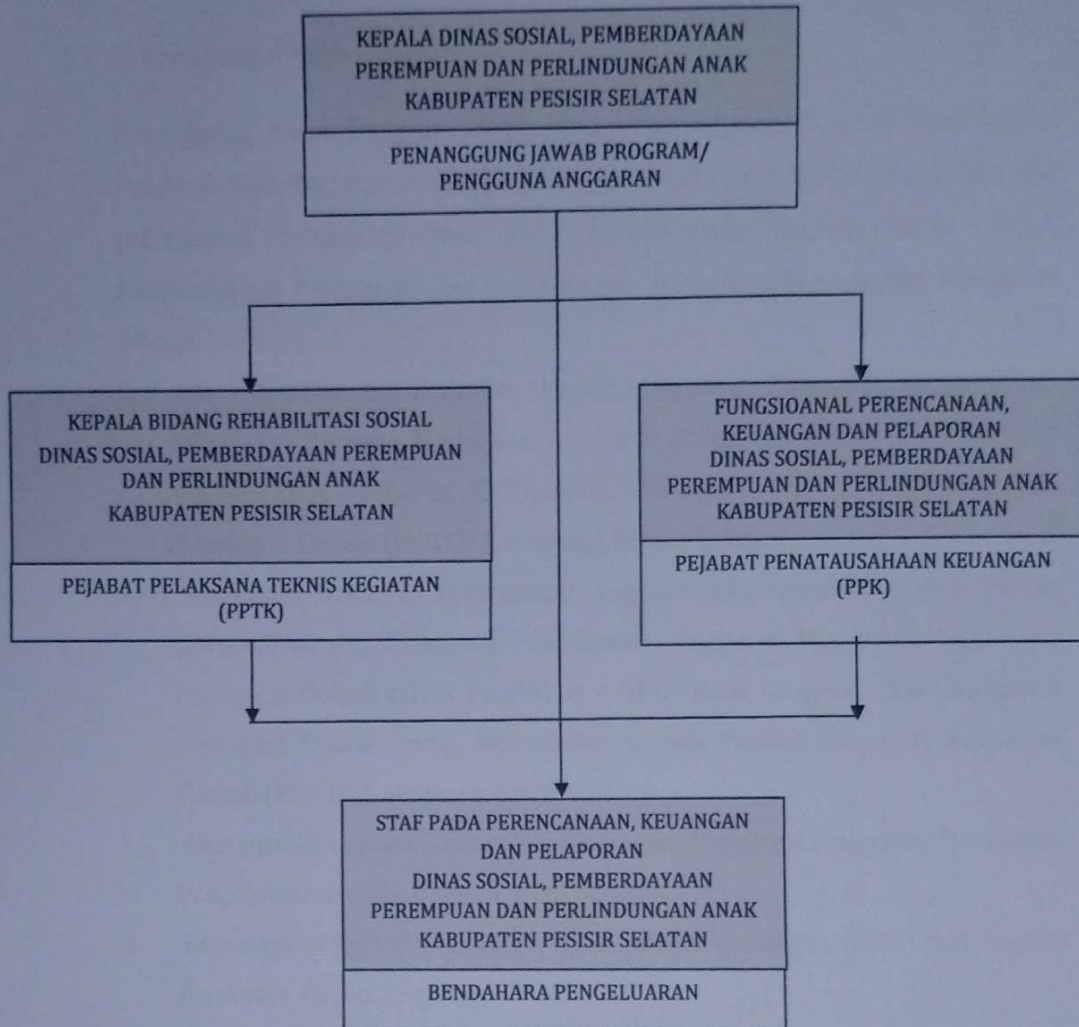 KEPALA DINAS SOSIAL, PEMBERDAYAAN
PEREMPUAN DAN PERLINDUNGAN ANAK
KABUPATEN PESISIR SELATAN
PENANGGUNG JAWAB PROGRAM/
PENGGUNA ANGGARAN
KEPALA BIDANG REHABILITASI SOSIAL
DINAS SOSIAL, PEMBERDAYAAN PEREMPUAN
DAN PERLINDUNGAN ANAK
KABUPATEN PESISIR SELATAN
PEJABAT PELAKSANA TEKNIS KEGIATAN
(PPTK)
FUNGSIOANAL PERENCANAAN,
KEUANGAN DAN PELAPORAN
DINAS SOSIAL, PEMBERDAYAAN
PEREMPUAN DAN PERLINDUNGAN ANAK
KABUPATEN PESISIR SELATAN
PEJABAT PENATAUSAHAAN KEUANGAN
(PPK)
STAF PADA PERENCANAAN, KEUANGAN
DAN PELAPORAN
DINAS SOSIAL, PEMBERDAYAAN
PEREMPUAN DAN PERLINDUNGAN ANAK
KABUPATEN PESISIR SELATAN
BENDAHARA PENGELUARAN